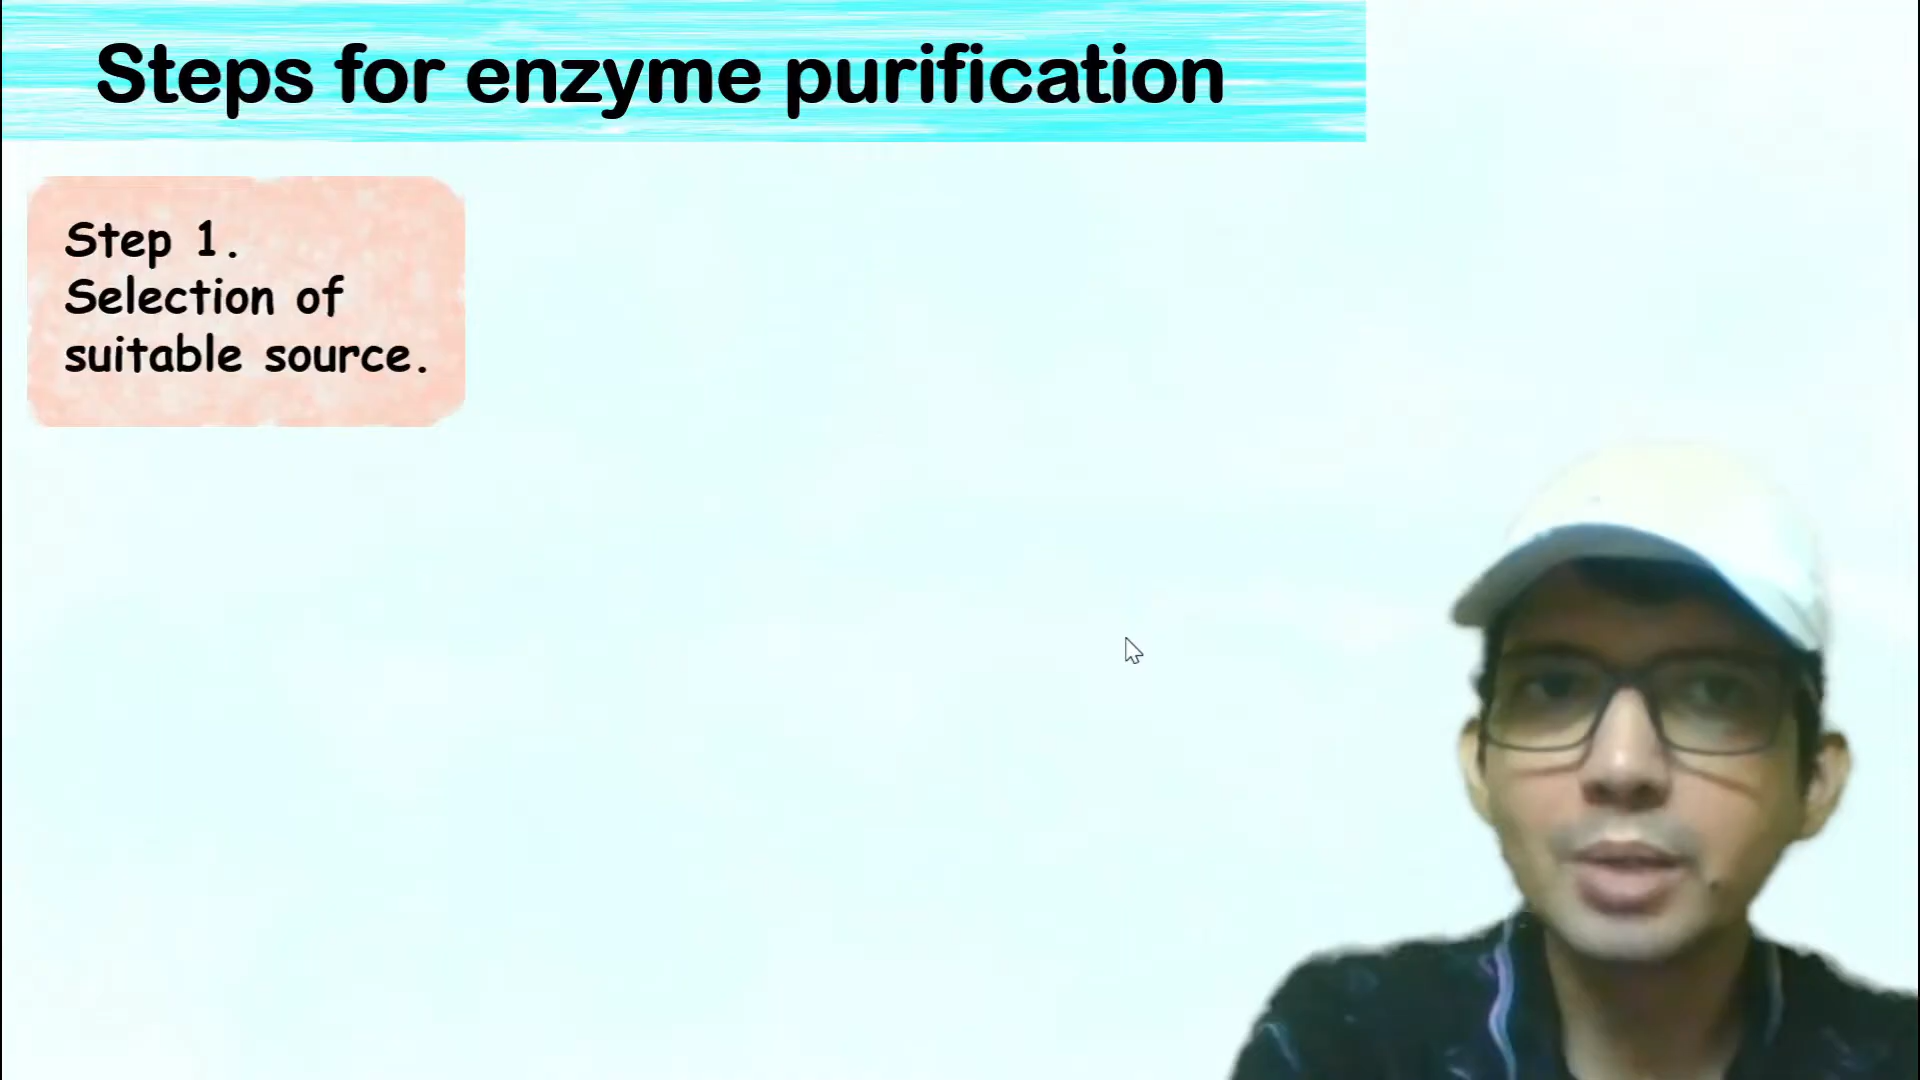 Steps for enzyme purification
Step 1.
Selection of
suitable source.